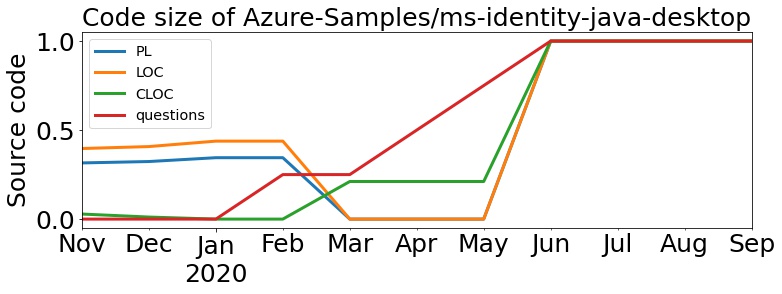 Code size of Azure-Samples/ms-identity-java-desktop
Source code
1.0
0.5
0.0
PL
LOC
CLOC
questions
Nov Dec Jan Feb Mar Apr May Jun Jul Aug Sep
2020